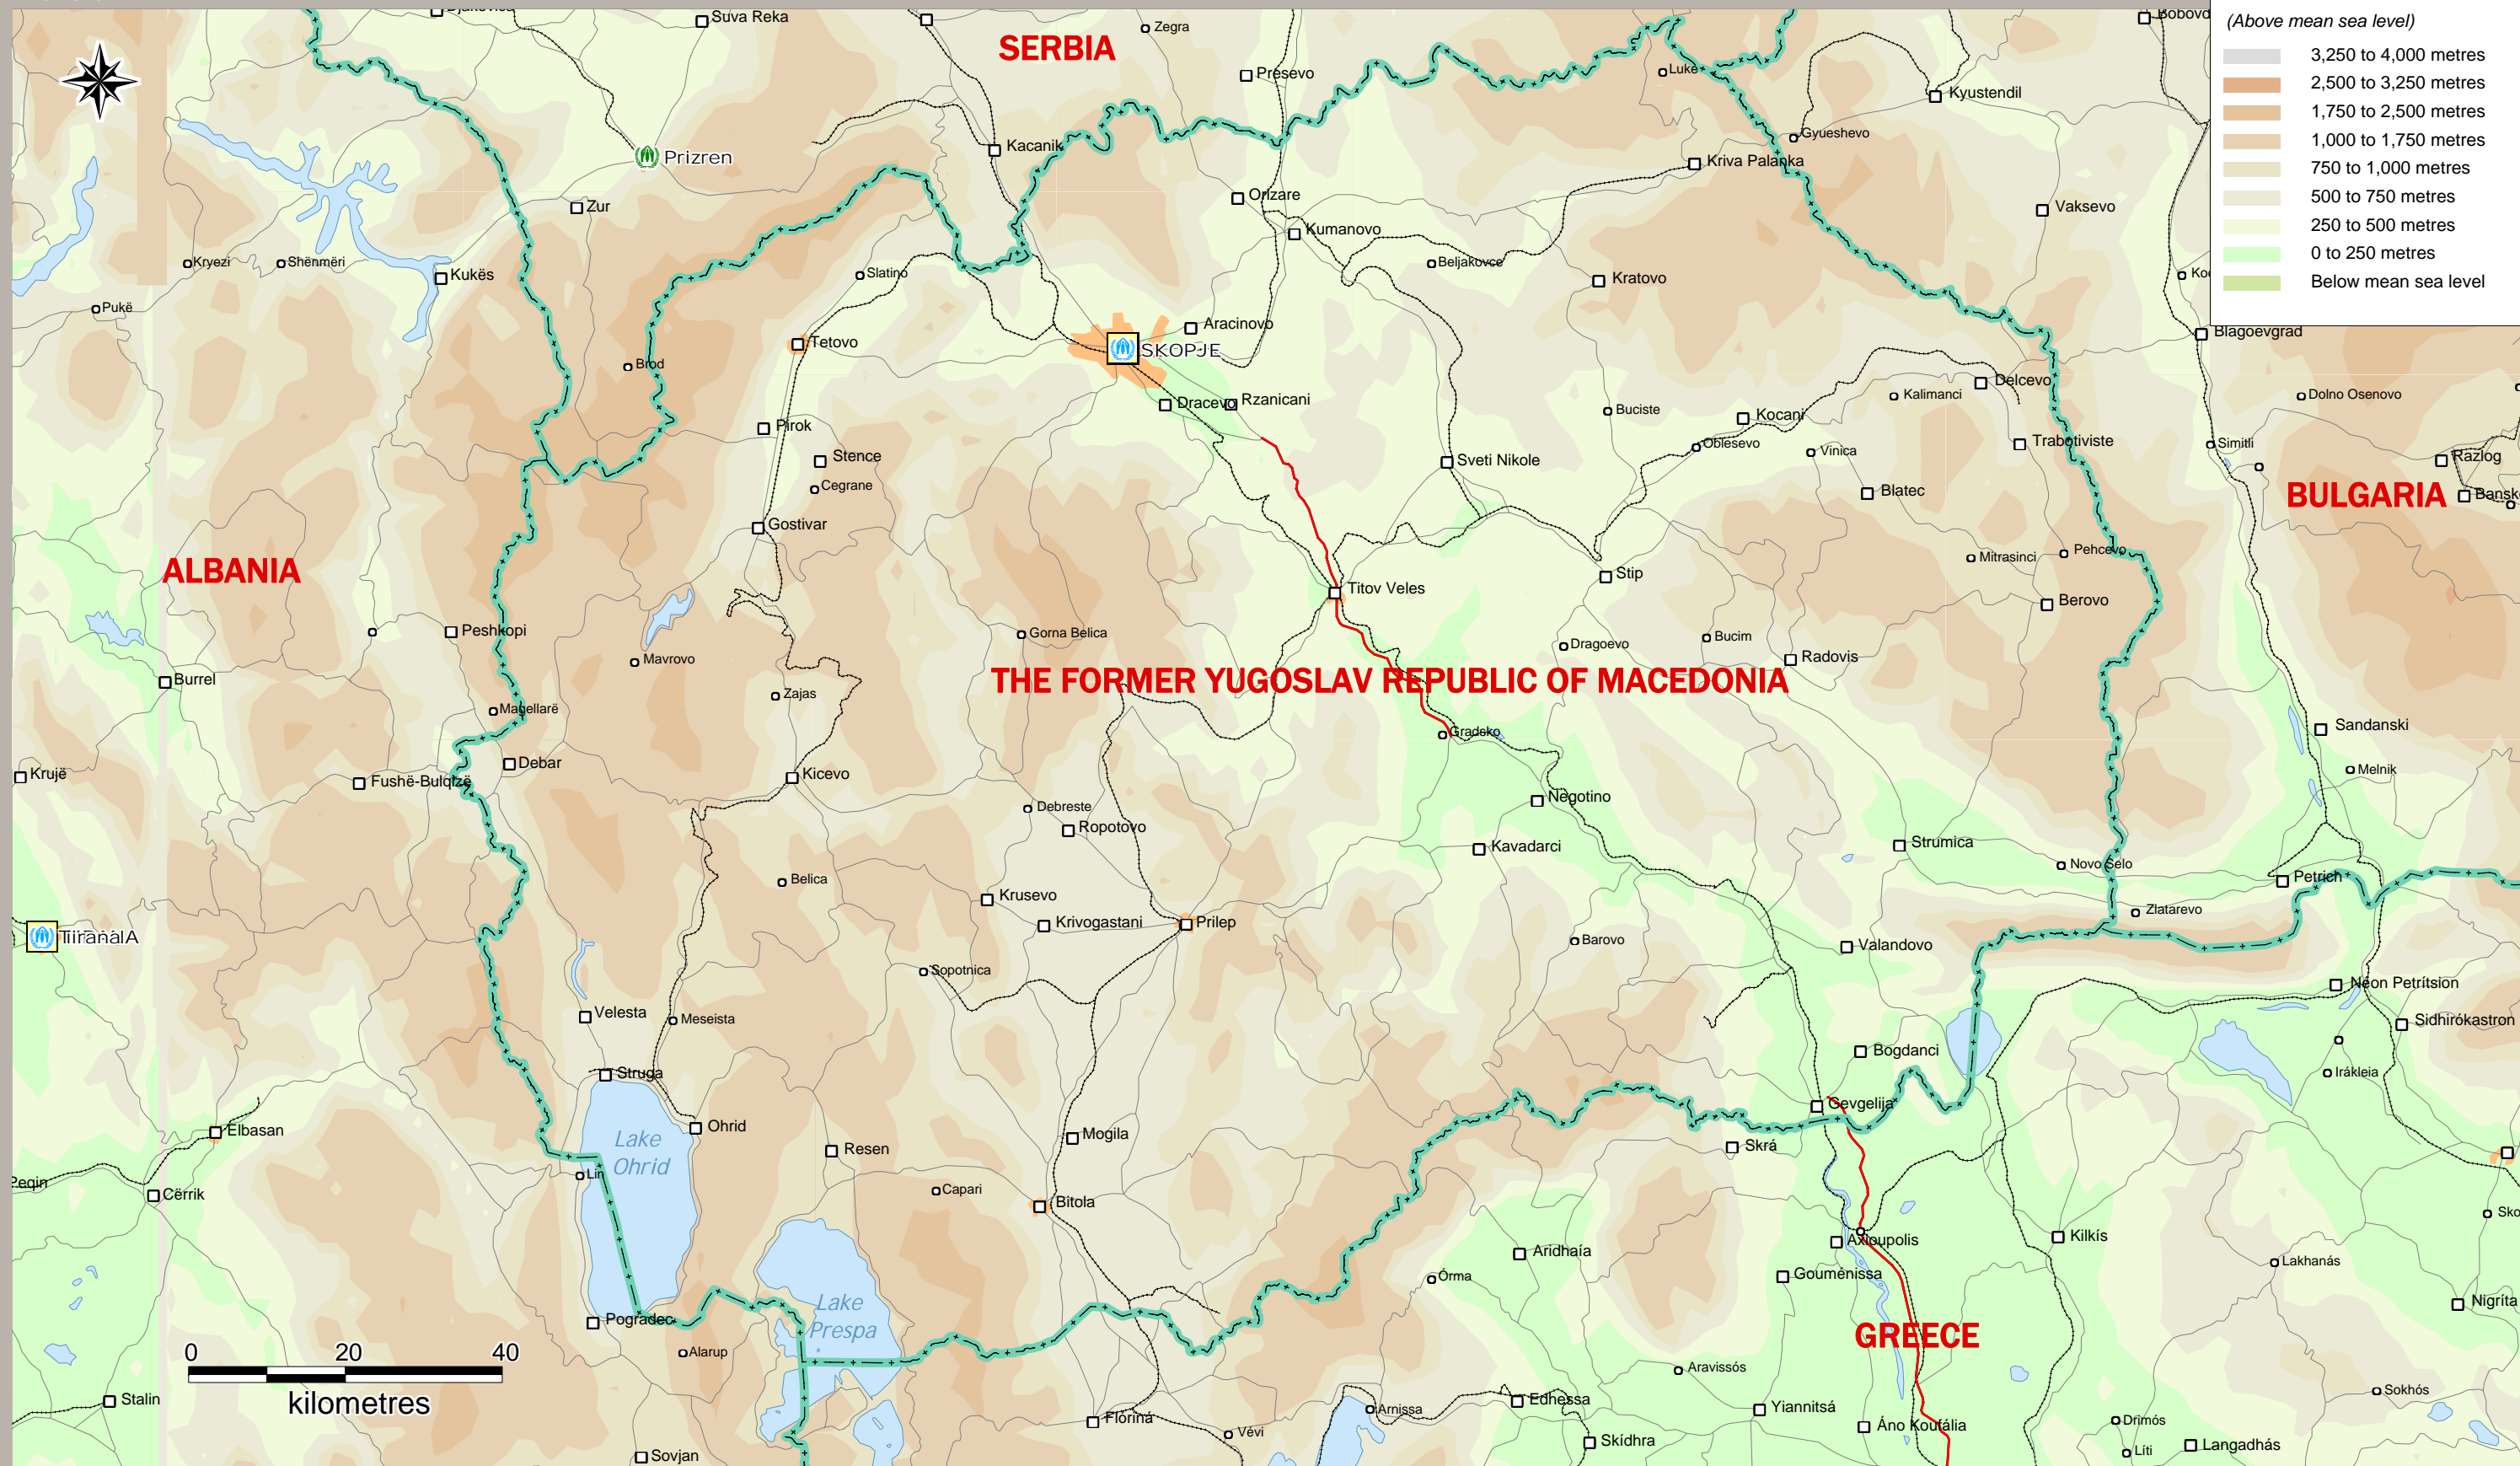 SERBIA
ALBANIA
BULGARIA
THE FORMER YUGOSLAV REPUBLIC OF MACEDONIA
GREECE
(Above mean sea level)
3,250 to 4,000 metres
2,500 to 3,250 metres
1,750 to 2,500 metres
1,000 to 1,750 metres
750 to 1,000 metres
500 to 750 metres
250 to 500 metres
0 to 250 metres
Below mean sea level
Suva Reka
Zegra
Presevo
Luke
Kyustendil
Gyueshevo
Prizren
Kacanik
Kriva Palanka
Zur
Orizare
Vaksevo
Kumanovo
Kryezi
Shënmëri
Kukës
Slatino
Beljakovce
Kratovo
Pukë
Aracinovo
Blagoevgrad
Tetovo
SKOPJE
Brod
Delcevo
Kalimanci
Dolno Osenovo
Dracevo
Rzanicani
Buciste
Kocani
Pirok
Trabotiviste
Simitli
Stence
Sveti Nikole
Oblesevo
Vinica
Razlog
Cegrane
Blatec
Gostivar
Mitrasinci
Pehcevo
Stip
Titov Veles
Berovo
Peshkopi
Gorna Belica
Dragoevo
Bucim
Mavrovo
Radovis
Burrel
Zajas
Magellarë
Gradsko
Sandanski
Debar
Kicevo
Melnik
Krujë
Fushë-Bulqizë
Debreste
Negotino
Ropotovo
Strumica
Kavadarci
Novo Selo
Belica
Petrich
Krusevo
Zlatarevo
Krivogastani
Prilep
Barovo
Valandovo
Sopotnica
Néon Petrítsion
Velesta
Meseista
Sidhirókastron
Bogdanci
Struga
Irákleia
Gevgelija
Elbasan
Ohrid
Mogila
Lake
Ohrid
Resen
Skrá
Lin
Peqin
Cërrik
Capari
Bitola
Axioupolis
Kilkís
Aridhaía
Lakhanás
Gouménissa
Órma
Lake
Prespa
Nigríta
Pogradec
Alarup
0 20 40
kilometres
Aravissós
Stalin
Edhessa
Arnissa
Yiannitsá
Sokhós
Flórina
Áno Koufália
Drimós
Vévi
Skídhra
Líti
Langadhás
Sovjan